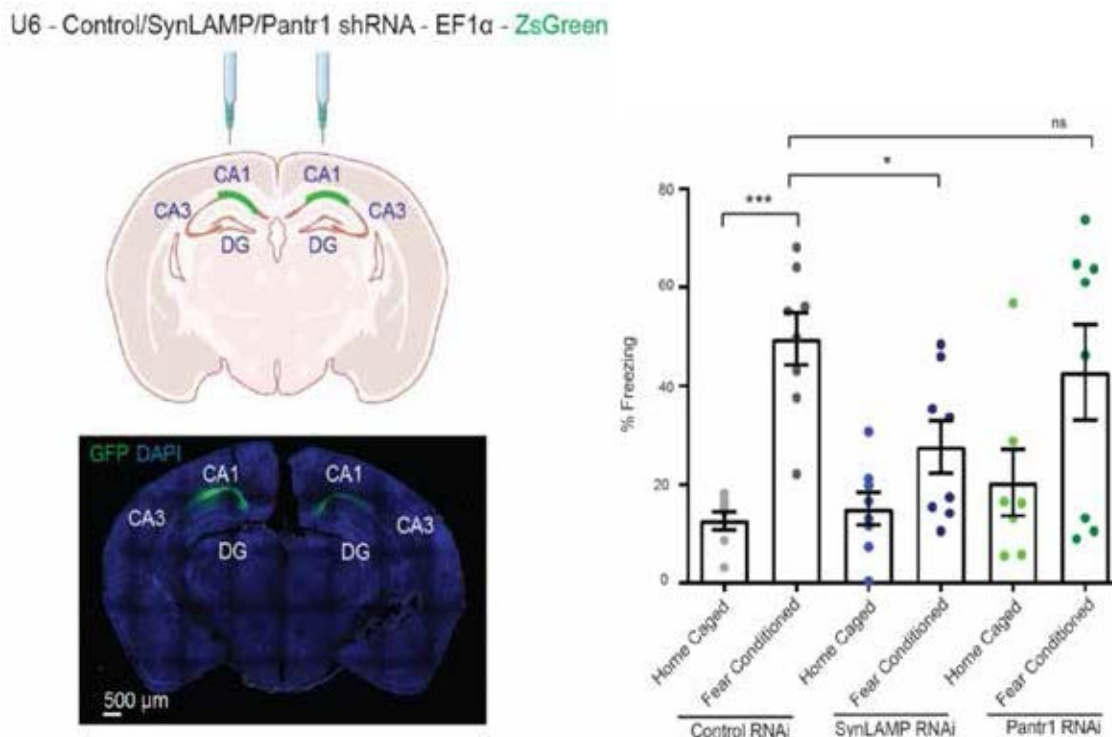 U6 - Control/SynLAMP/Pantr1 shRNA - EF1α - ZsGreen
CA1 CA1
CA3 CA3
DG DG
GFP DAPI
CA1 CA1
CA3 CA3
DG DG
500 µm
ns
*
***
% Freezing
80
60
40
20
0
Home Caged
Fear Conditioned
Home Caged
Fear Conditioned
Home Caged
Fear Conditioned
Control RNAi
SynLAMP RNAi
Pantr1 RNAi